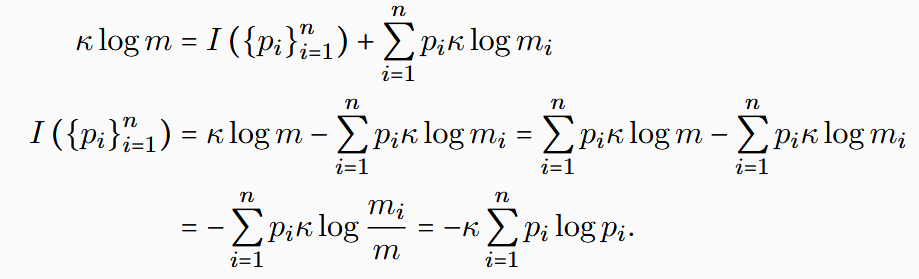 κ log m = I ({p_i}_{i=1}^n) + ∑_{i=1}^n p_i κ log m_i
I ({p_i}_{i=1}^n) = κ log m − ∑_{i=1}^n p_i κ log m_i = ∑_{i=1}^n p_i κ log m − ∑_{i=1}^n p_i κ log m_i
= − ∑_{i=1}^n p_i κ log \frac{m_i}{m} = −κ ∑_{i=1}^n p_i log p_i.